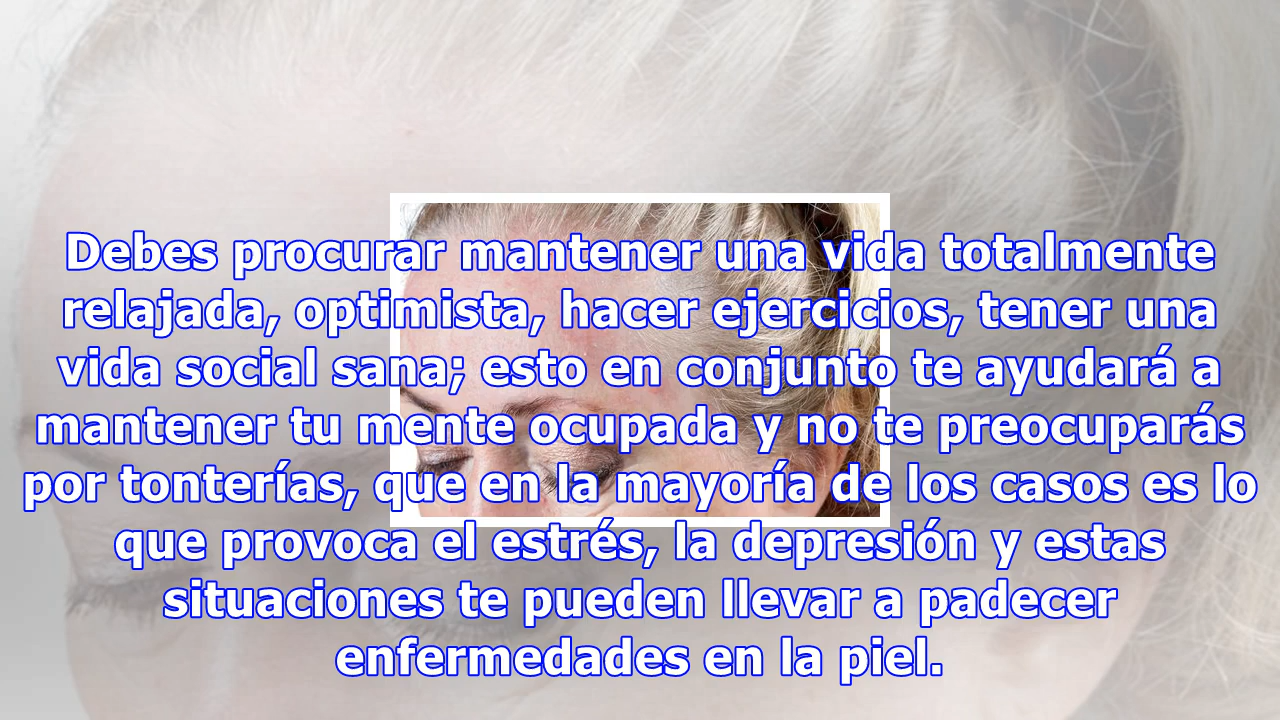 Debes procurar mantener una vida totalmente
relajada, optimista, hacer ejercicios, tener una
vida social sana; esto en conjunto te ayudará a
mantener tu mente ocupada y no te preocuparás
por tonterías, que en la mayoría de los casos es lo
que provoca el estrés, la depresión y estas
situaciones te pueden llevar a padecer
enfermedades en la piel.